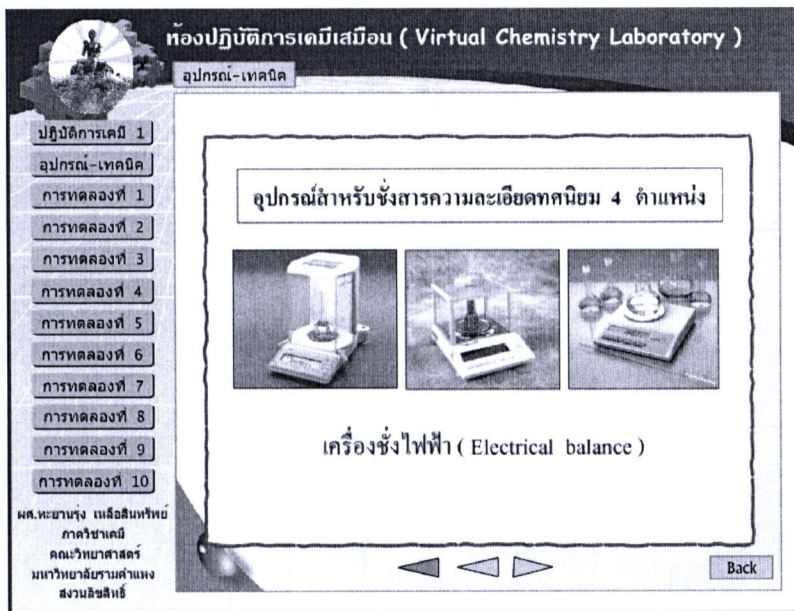 ห้องปฏิบัติการเคมีเสมือน ( Virtual Chemistry Laboratory )
อุปกรณ์-เทคนิค
ปฏิบัติการเคมี 1
อุปกรณ์-เทคนิค
การทดลองที่ 1
การทดลองที่ 2
การทดลองที่ 3
การทดลองที่ 4
การทดลองที่ 5
การทดลองที่ 6
การทดลองที่ 7
การทดลองที่ 8
การทดลองที่ 9
การทดลองที่ 10
ผศ.ทะยานรุ่ง เหลือสินทรัพย์
ภาควิชาเคมี
คณะวิทยาศาสตร์
มหาวิทยาลัยรามคำแหง
สงวนลิขสิทธิ์
อุปกรณ์สำหรับชั่งสารความละเอียดทศนิยม 4 ตำแหน่ง
เครื่องชั่งไฟฟ้า ( Electrical balance )
Back